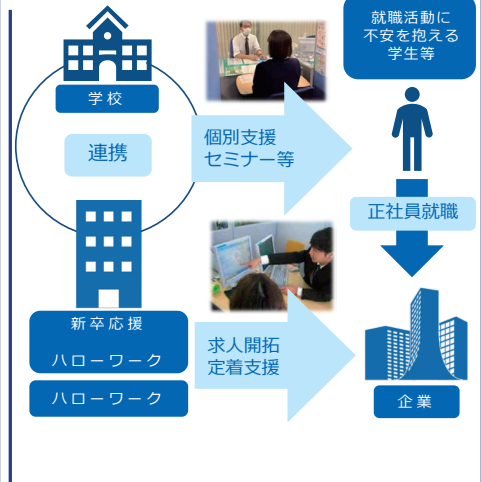 就職活動に
不安を抱える
学生等
学校
連携
個別支援
セミナー等
正社員就職
新卒応援
ハローワーク
ハローワーク
求人開拓
定着支援
企業